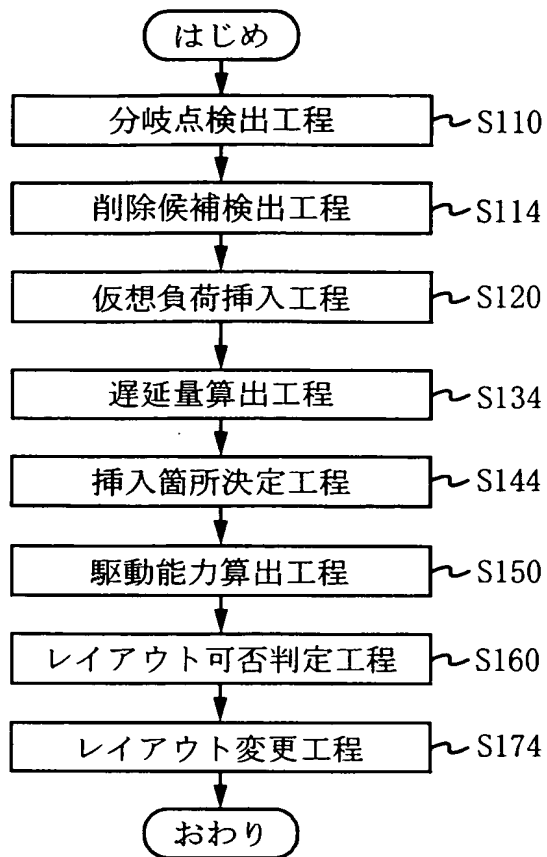 はじめ
分岐点検出工程 S110
削除候補検出工程 S114
仮想負荷挿入工程 S120
遅延量算出工程 S134
挿入箇所決定工程 S144
駆動能力算出工程 S150
レイアウト可否判定工程 S160
レイアウト変更工程 S174
おわり